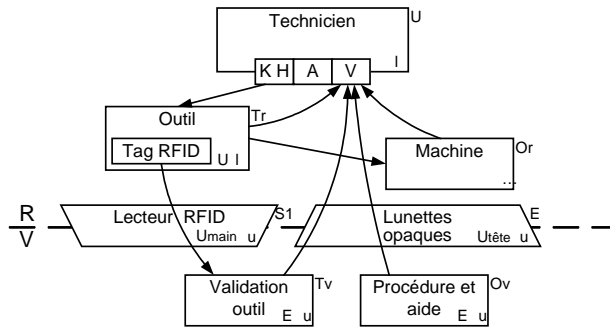 Technicien
U
I
K H A V
Outil
Tr
Tag RFID
U I
Machine
Or
...
R
V
Lecteur RFID
S1
Umain u
Lunettes
opaques
E
Utête u
Validation
outil
Tv
E u
Procédure et
aide
Ov
E u